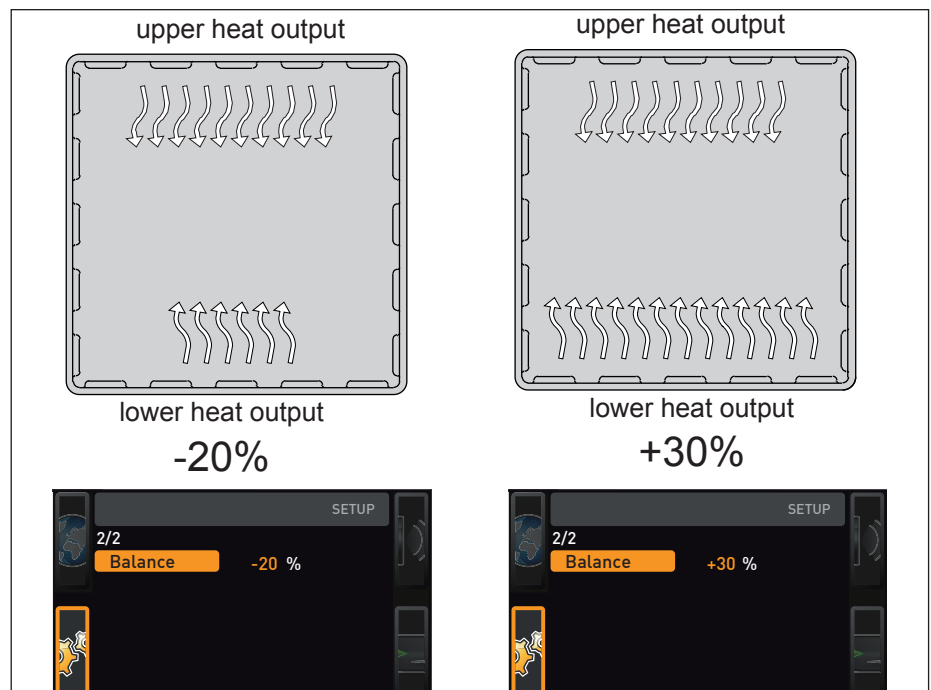 upper heat output
lower heat output
-20%
SETUP
2/2
Balance -20 %
upper heat output
lower heat output
+30%
SETUP
2/2
Balance +30 %